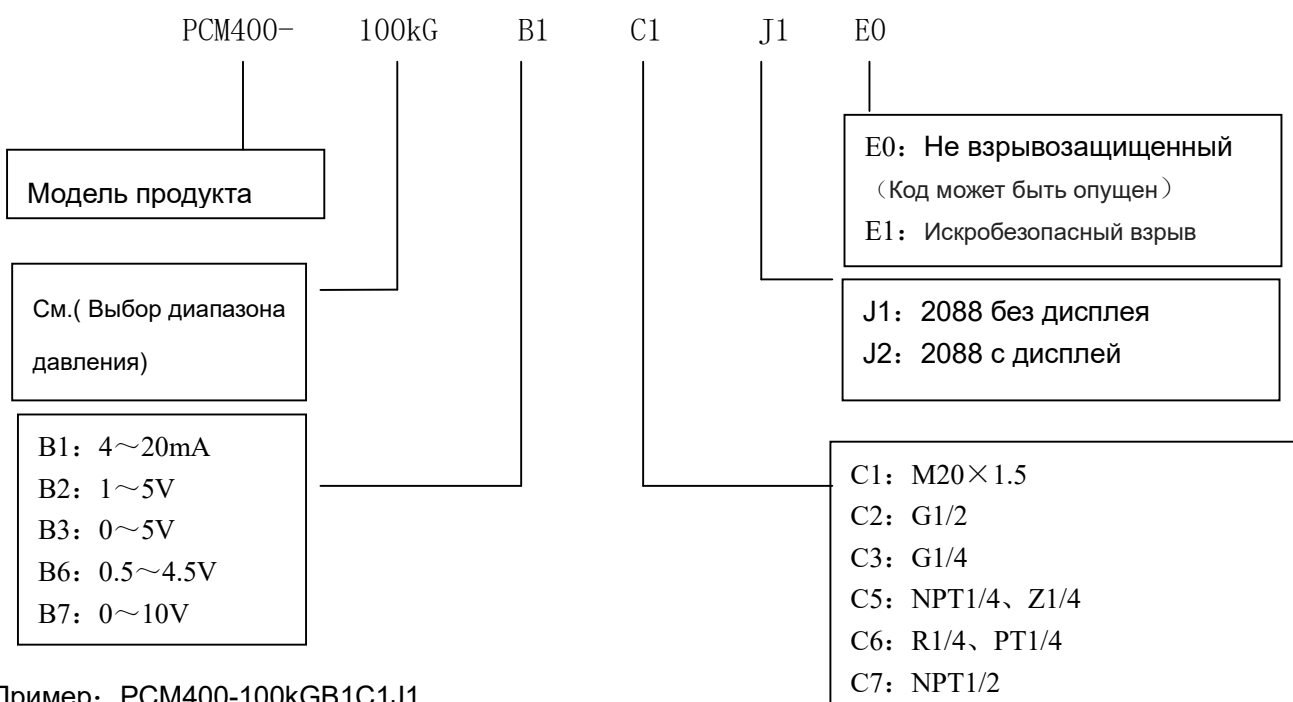 PCM400- 100kG B1 C1 J1 E0
Модель продукта
См.( Выбор диапазона
давления)
B1：4～20mA
B2：1～5V
B3：0～5V
B6：0.5～4.5V
B7：0～10V
E0：Не взрывозащищенный
（Код может быть опущен）
E1：Искробезопасный взрыв
J1：2088 без дисплея
J2：2088 с дисплей
C1：M20×1.5
C2：G1/2
C3：G1/4
C5：NPT1/4、Z1/4
C6：R1/4、PT1/4
C7：NPT1/2
Пример：PCM400-100kGB1C1J1